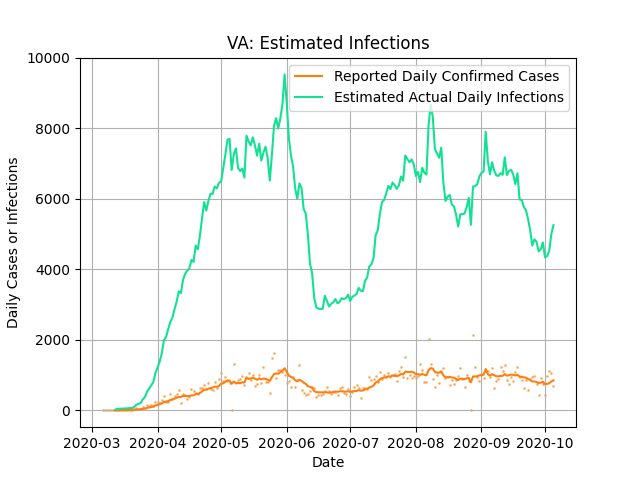 VA: Estimated Infections
Reported Daily Confirmed Cases
Estimated Actual Daily Infections
Daily Cases or Infections
10000
8000
6000
4000
2000
0
2020-03 2020-04 2020-05 2020-06 2020-07 2020-08 2020-09 2020-10
Date